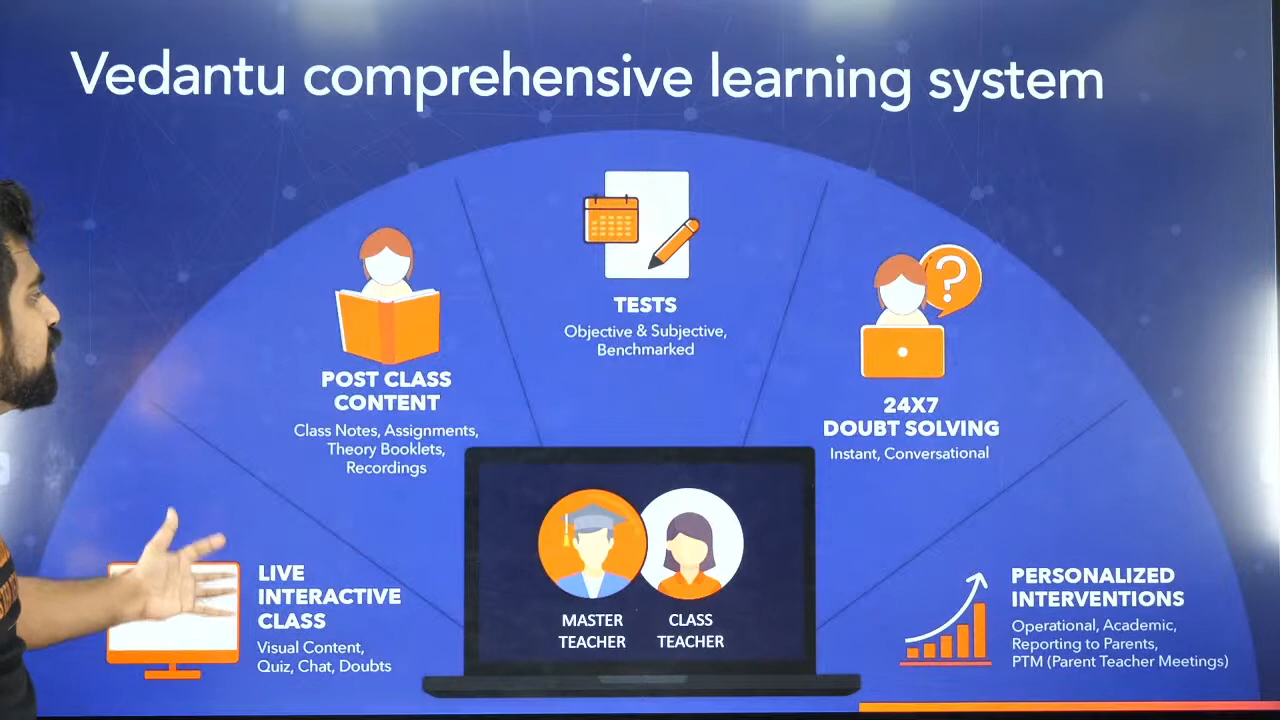 Vedantu comprehensive learning system
TESTS
Objective & Subjective,
Benchmarked
POST CLASS
CONTENT
Class Notes, Assignments,
Theory Booklets,
Recordings
24X7
DOUBT SOLVING
Instant, Conversational
LIVE
INTERACTIVE
CLASS
Visual Content,
Quiz, Chat, Doubts
MASTER
TEACHER
CLASS
TEACHER
PERSONALIZED
INTERVENTIONS
Operational, Academic,
Reporting to Parents,
PTM (Parent Teacher Meetings)